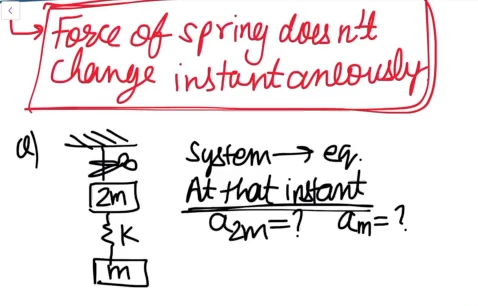 Force of spring doesn't
change instantaneously
Q) System → eq.
At that instant
2m
a2m=? am=?
K
m